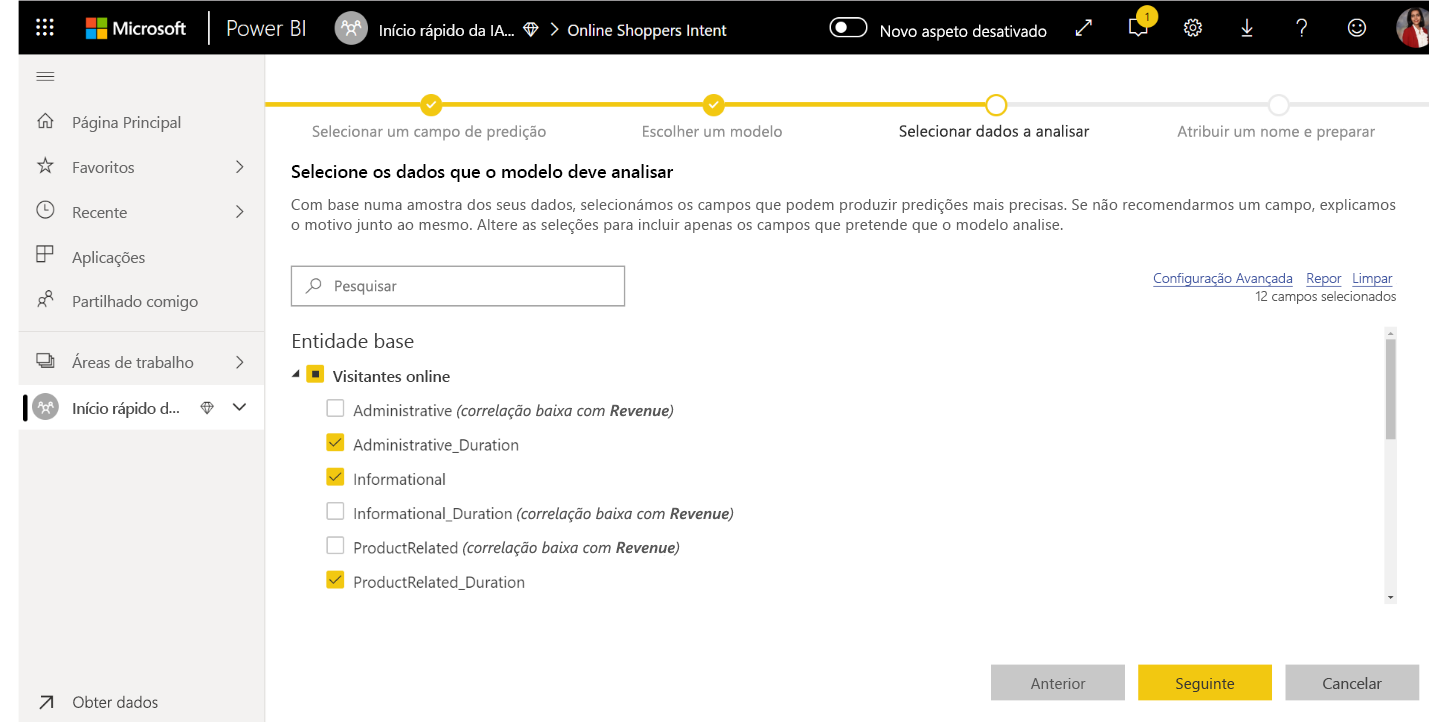 Microsoft Power BI Início rápido da IA... Online Shoppers Intent Novo aspeto desativado 1 ?
Página Principal
Favoritos
Recente
Aplicações
Partilhado comigo
Áreas de trabalho
Início rápido d...
Obter dados
Selecionar um campo de predição Escolher um modelo Selecionar dados a analisar Atribuir um nome e preparar
Selecione os dados que o modelo deve analisar
Com base numa amostra dos seus dados, selecionámos os campos que podem produzir predições mais precisas. Se não recomendarmos um campo, explicamos
o motivo junto ao mesmo. Altere as seleções para incluir apenas os campos que pretende que o modelo analise.
Pesquisar
Configuração Avançada Repor Limpar
12 campos selecionados
Entidade base
Visitantes online
Administrative (correlação baixa com Revenue)
Administrative_Duration
Informational
Informational_Duration (correlação baixa com Revenue)
ProductRelated (correlação baixa com Revenue)
ProductRelated_Duration
Anterior Seguinte Cancelar